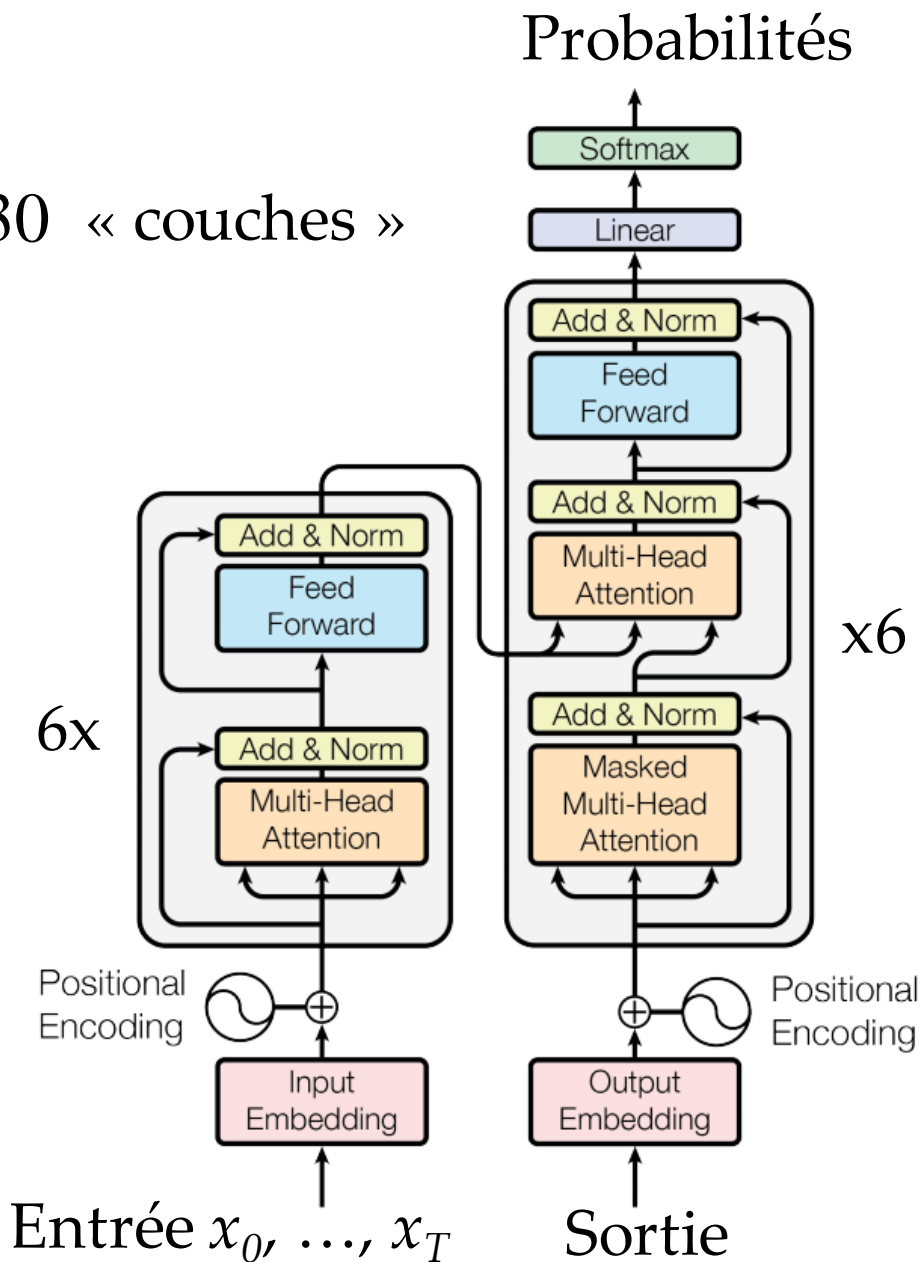 Probabilités
Softmax
30 « couches »
Linear
Add & Norm
Feed
Forward
Add & Norm
Multi-Head
Attention
x6
Add & Norm
Masked
Multi-Head
Attention
Add & Norm
Feed
Forward
6x
Add & Norm
Multi-Head
Attention
Positional
Encoding
Positional
Encoding
Input
Embedding
Output
Embedding
Entrée x0, …, xT
Sortie